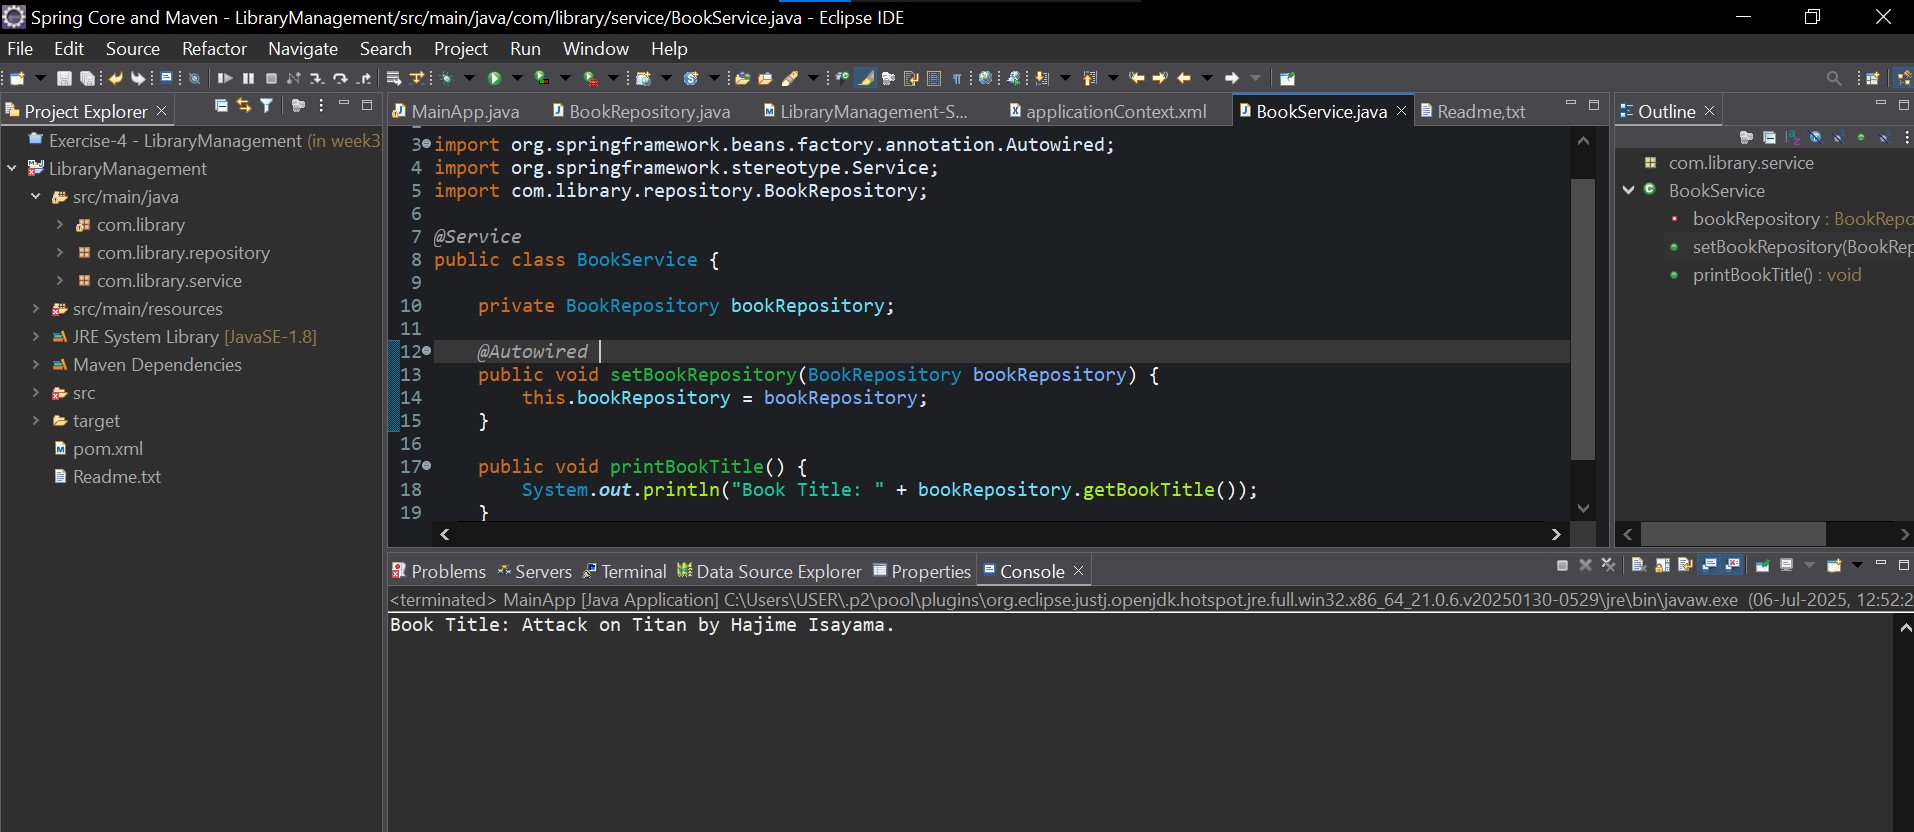 Spring Core and Maven - LibraryManagement/src/main/java/com/library/service/BookService.java - Eclipse IDE
File Edit Source Refactor Navigate Search Project Run Window Help
Project Explorer
Exercise-4 - LibraryManagement (in week3
LibraryManagement
src/main/java
com.library
com.library.repository
com.library.service
src/main/resources
JRE System Library [JavaSE-1.8]
Maven Dependencies
src
target
pom.xml
Readme.txt
MainApp.java BookRepository.java LibraryManagement-S... applicationContext.xml BookService.java Readme,txt
3 import org.springframework.beans.factory.annotation.Autowired;
4 import org.springframework.stereotype.Service;
5 import com.library.repository.BookRepository;
6
7 @Service
8 public class BookService {
9
10 private BookRepository bookRepository;
11
12 @Autowired
13 public void setBookRepository(BookRepository bookRepository) {
14 this.bookRepository = bookRepository;
15 }
16
17 public void printBookTitle() {
18 System.out.println("Book Title: " + bookRepository.getBookTitle());
19 }
Outline
com.library.service
BookService
bookRepository : BookRepo
setBookRepository(BookRep
printBookTitle() : void
Problems Servers Terminal Data Source Explorer Properties Console
<terminated> MainApp [Java Application] C:\Users\USER\.p2\pool\plugins\org.eclipse.justj.openjdk.hotspot.jre.full.win32.x86_64_21.0.6.v20250130-0529\jre\bin\javaw.exe (06-Jul-2025, 12:52:2
Book Title: Attack on Titan by Hajime Isayama.